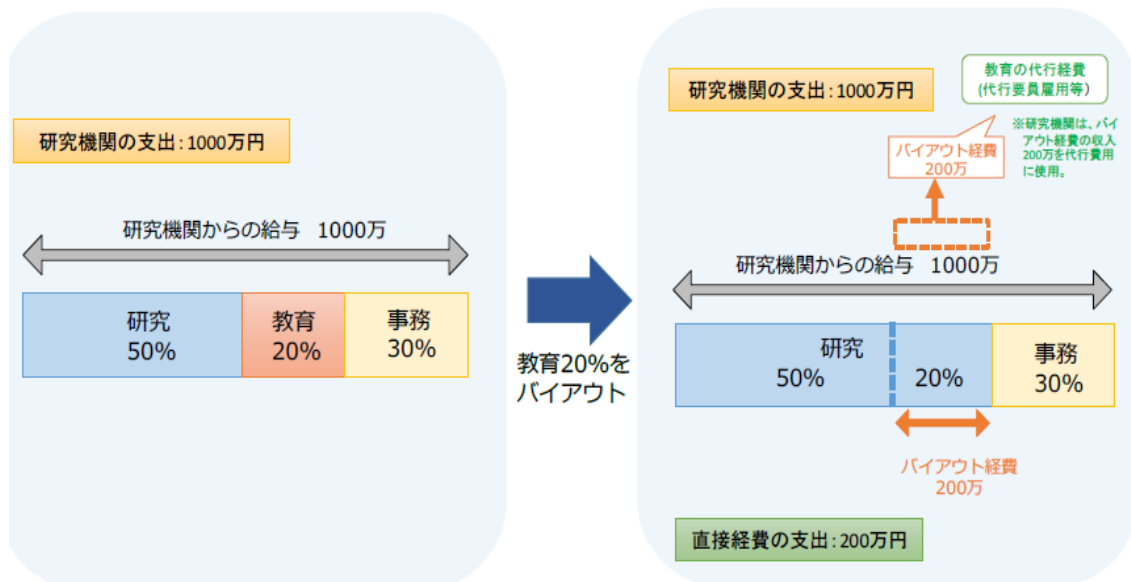 研究機関の支出:1000万円
研究機関からの給与 1000万
研究
50%
教育
20%
事務
30%
教育20%を
バイアウト
研究機関の支出:1000万円
教育の代行経費
(代行要員雇用等)
※研究機関は、バイ
アウト経費の収入
200万を代行費用
に使用。
バイアウト経費
200万
研究機関からの給与 1000万
研究
50%
20%
事務
30%
バイアウト経費
200万
直接経費の支出:200万円